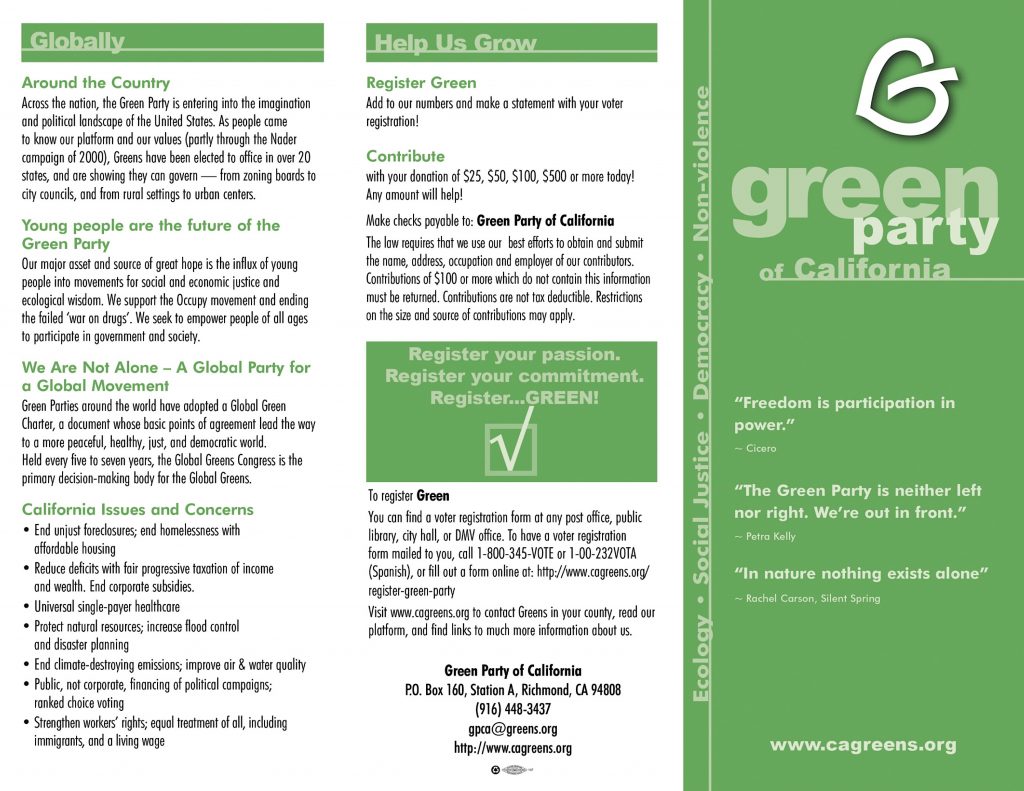 Globally
Around the Country
Across the nation, the Green Party is entering into the imagination
and political landscape of the United States. As people came
to know our platform and our values (partly through the Nader
campaign of 2000), Greens have been elected to office in over 20
states, and are showing they can govern — from zoning boards to
city councils, and from rural settings to urban centers.
Young people are the future of the
Green Party
Our major asset and source of great hope is the influx of young
people into movements for social and economic justice and
ecological wisdom. We support the Occupy movement and ending
the failed ‘war on drugs’. We seek to empower people of all ages
to participate in government and society.
We Are Not Alone – A Global Party for
a Global Movement
Green Parties around the world have adopted a Global Green
Charter, a document whose basic points of agreement lead the way
to a more peaceful, healthy, just, and democratic world.
Held every five to seven years, the Global Greens Congress is the
primary decision-making body for the Global Greens.
California Issues and Concerns
• End unjust foreclosures; end homelessness with
affordable housing
• Reduce deficits with fair progressive taxation of income
and wealth. End corporate subsidies.
• Universal single-payer healthcare
• Protect natural resources; increase flood control
and disaster planning
• End climate-destroying emissions; improve air & water quality
• Public, not corporate, financing of political campaigns;
ranked choice voting
• Strengthen workers’ rights; equal treatment of all, including
immigrants, and a living wage
Help Us Grow
Register Green
Add to our numbers and make a statement with your voter
registration!
Contribute
with your donation of $25, $50, $100, $500 or more today!
Any amount will help!
Make checks payable to: Green Party of California
The law requires that we use our best efforts to obtain and submit
the name, address, occupation and employer of our contributors.
Contributions of $100 or more which do not contain this information
must be returned. Contributions are not tax deductible. Restrictions
on the size and source of contributions may apply.
Register your passion.
Register your commitment.
Register...GREEN!
To register Green
You can find a voter registration form at any post office, public
library, city hall, or DMV office. To have a voter registration
form mailed to you, call 1-800-345-VOTE or 1-00-232VOTA
(Spanish), or fill out a form online at: http://www.cagreens.org/
register-green-party
Visit www.cagreens.org to contact Greens in your county, read our
platform, and find links to much more information about us.
Green Party of California
P.O. Box 160, Station A, Richmond, CA 94808
(916) 448-3437
gpca@greens.org
http://www.cagreens.org
Ecology • Social Justice • Democracy • Non-violence
green
party
of California
“Freedom is participation in
power.”
~ Cicero
“The Green Party is neither left
nor right. We’re out in front.”
~ Petra Kelly
“In nature nothing exists alone”
~ Rachel Carson, Silent Spring
www.cagreens.org